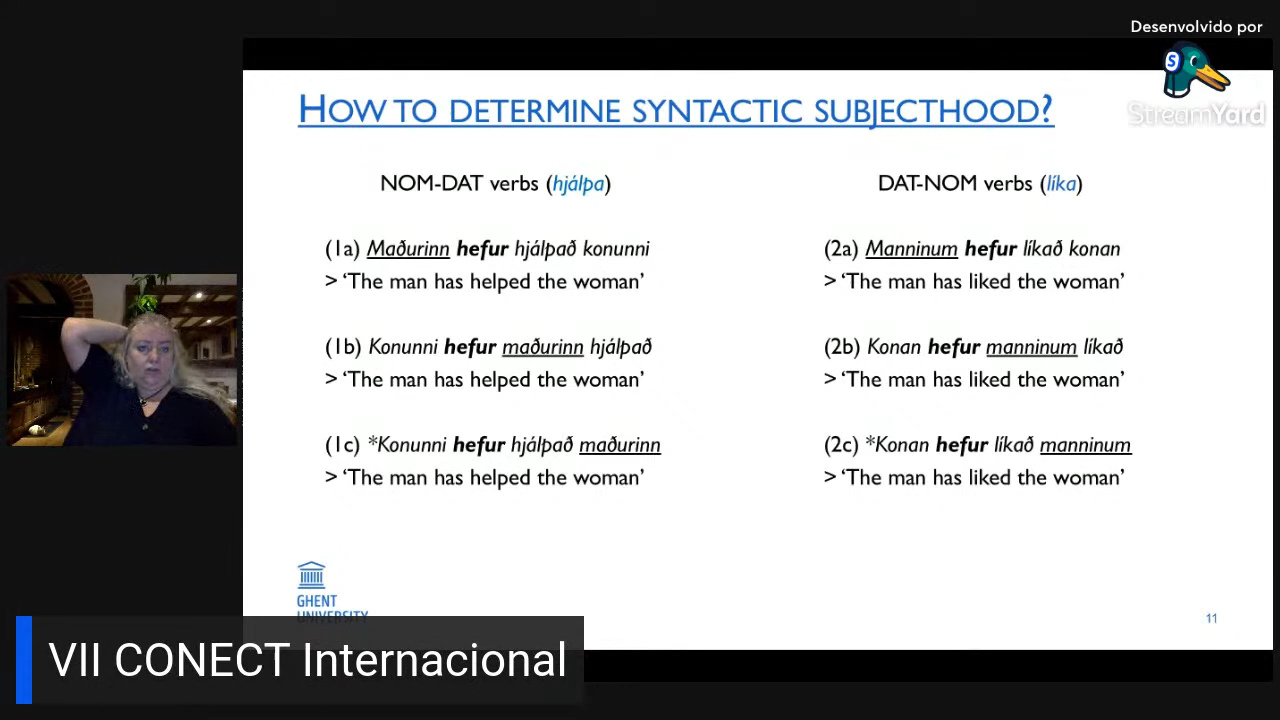 Desenvolvido por
StreamYard
HOW TO DETERMINE SYNTACTIC SUBJECTHOOD?
NOM-DAT verbs (hjálpa)
(1a) Maðurinn hefur hjálpað konunni
> ‘The man has helped the woman’
(1b) Konunni hefur maðurinn hjálpað
> ‘The man has helped the woman’
(1c) *Konunni hefur hjálpað maðurinn
> ‘The man has helped the woman’
DAT-NOM verbs (líka)
(2a) Manninum hefur líkað konan
> ‘The man has liked the woman’
(2b) Konan hefur manninum líkað
> ‘The man has liked the woman’
(2c) *Konan hefur líkað manninum
> ‘The man has liked the woman’
GHENT
UNIVERSITY
11
VII CONECT Internacional